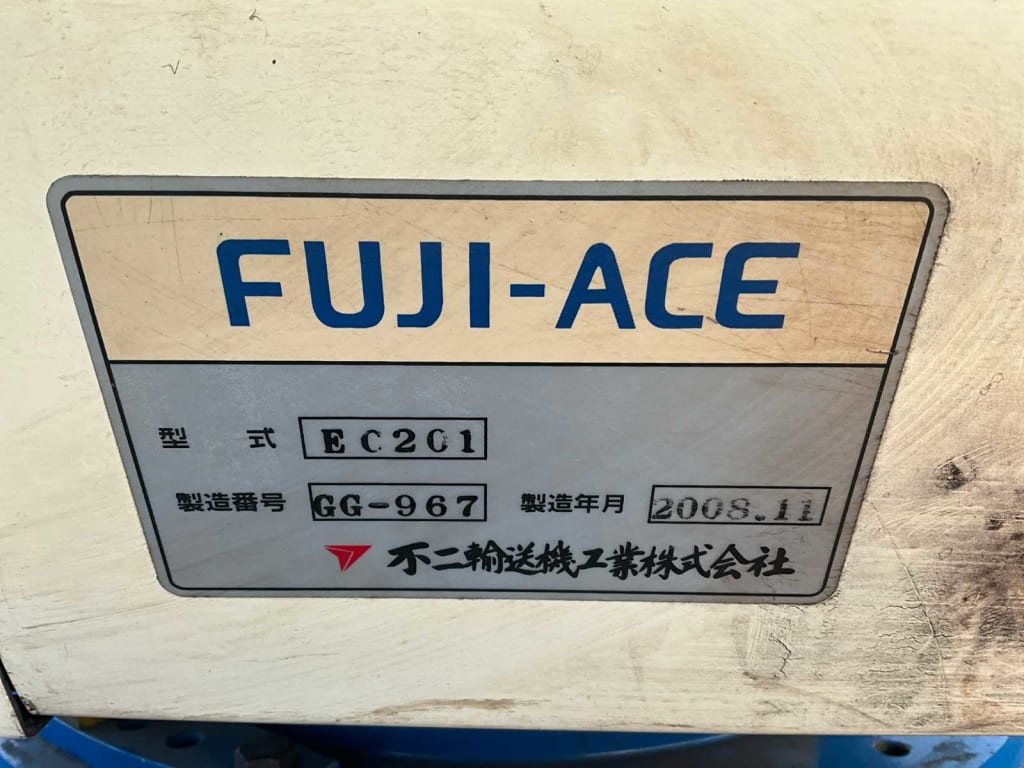 FUJI-ACE
型 式 EC201
製造番号 GG-967 製造年月 2008.11
不二輸送機工業株式会社